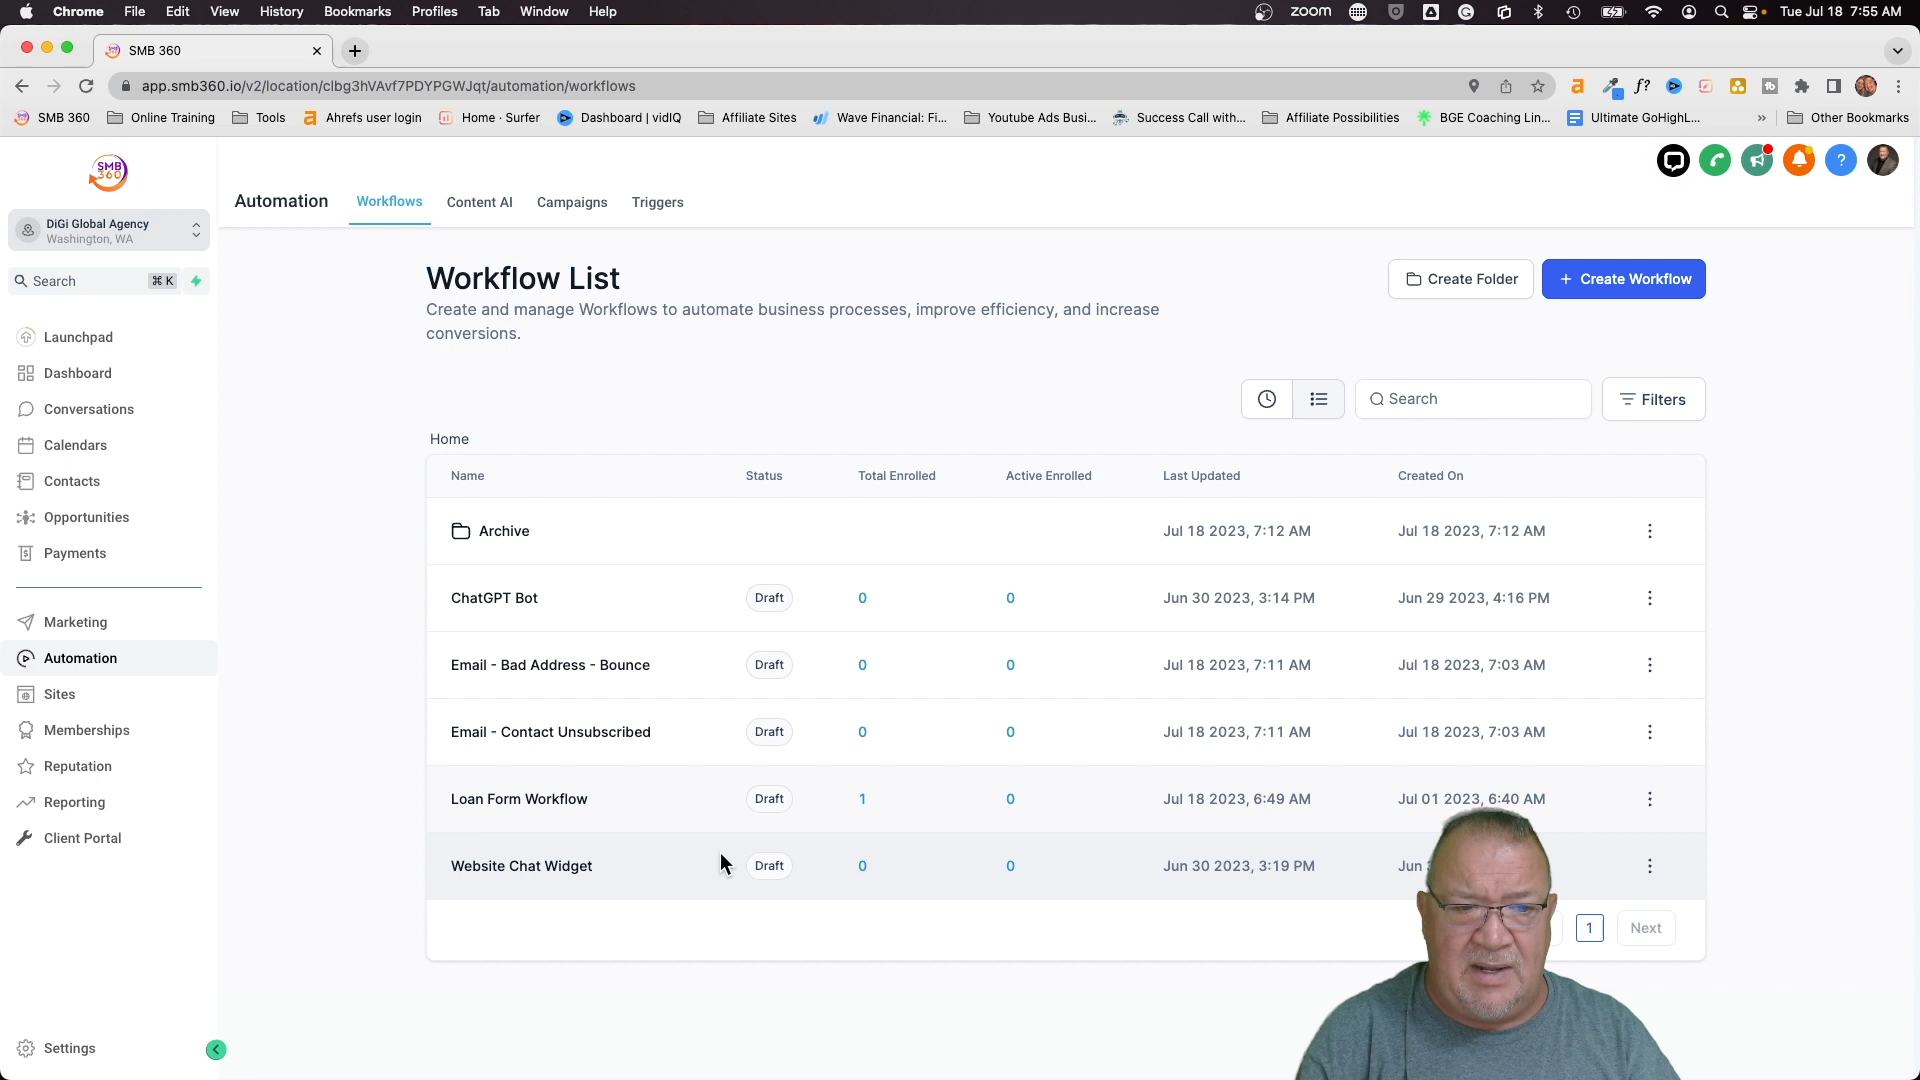 Chrome File Edit View History Bookmarks Profiles Tab Window Help zoom Tue Jul 18 7:55 AM
SMB 360
app.smb360.io/v2/location/clbg3hVAvf7PDYPGWJqt/automation/workflows
SMB 360 Online Training Tools Ahrefs user login Home · Surfer Dashboard | vidIQ Affiliate Sites Wave Financial: Fi... Youtube Ads Busi... Success Call with... Affiliate Possibilities BGE Coaching Lin... Ultimate GoHighL... » Other Bookmarks
SMB
360
Automation Workflows Content AI Campaigns Triggers
DiGi Global Agency
Washington, WA
Search ⌘ K
Launchpad
Dashboard
Conversations
Calendars
Contacts
Opportunities
Payments
Marketing
Automation
Sites
Memberships
Reputation
Reporting
Client Portal
Settings
Workflow List
Create and manage Workflows to automate business processes, improve efficiency, and increase
conversions.
Create Folder + Create Workflow
Search Filters
Home
Name Status Total Enrolled Active Enrolled Last Updated Created On
Archive Jul 18 2023, 7:12 AM Jul 18 2023, 7:12 AM
ChatGPT Bot Draft 0 0 Jun 30 2023, 3:14 PM Jun 29 2023, 4:16 PM
Email - Bad Address - Bounce Draft 0 0 Jul 18 2023, 7:11 AM Jul 18 2023, 7:03 AM
Email - Contact Unsubscribed Draft 0 0 Jul 18 2023, 7:11 AM Jul 18 2023, 7:03 AM
Loan Form Workflow Draft 1 0 Jul 18 2023, 6:49 AM Jul 01 2023, 6:40 AM
Website Chat Widget Draft 0 0 Jun 30 2023, 3:19 PM Jun
1 Next